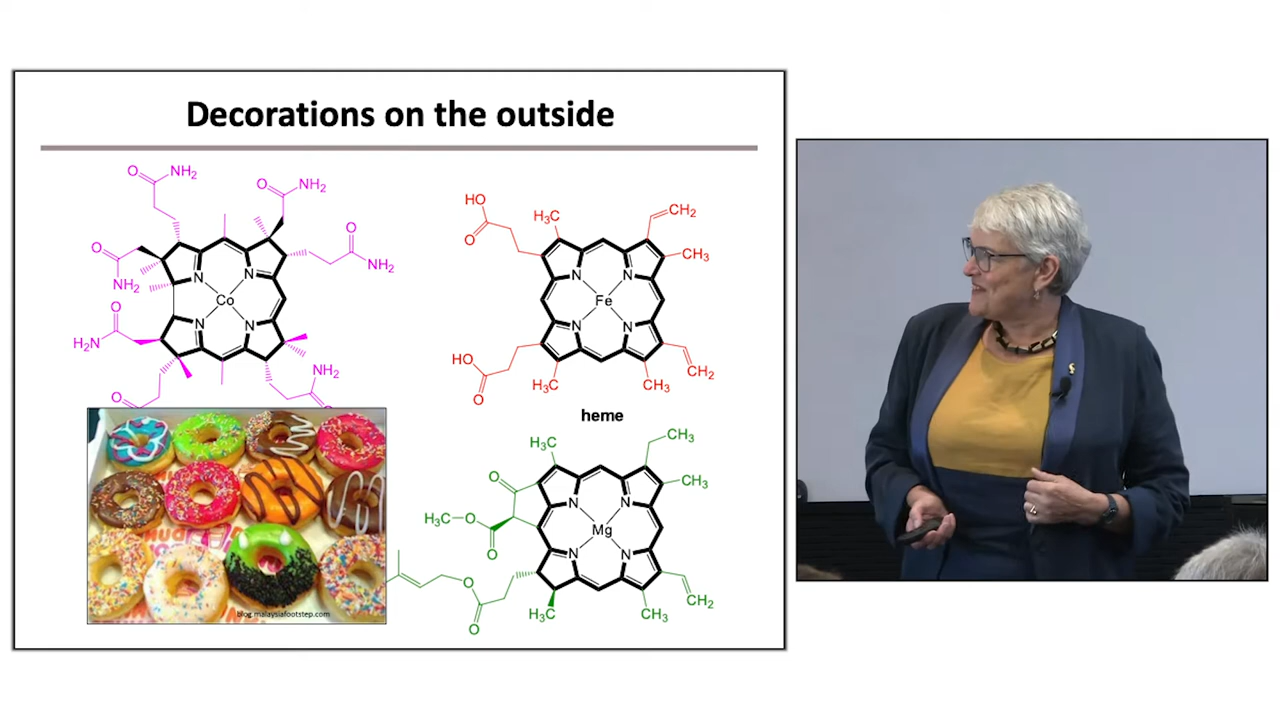 Decorations on the outside
O
NH2
O
NH2
O
NH2
O
NH2
O
H2N
NH2
O
N
N
N
N
Co
HO
O
H3C
CH2
CH3
N
N
N
N
Fe
HO
O
H3C
CH3
CH2
heme
H3C
CH3
CH3
O
H3C
O
O
N
N
N
N
Mg
O
O
H3C
CH3
CH2
blog.malaysiafootstep.com